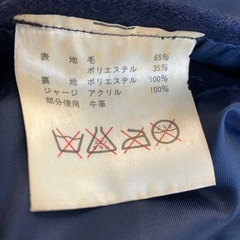 表 地 毛 65%
ポリエステル 35%
裏 地 ポリエステル 100%
ジャージ アクリル 100%
部分使用 牛革